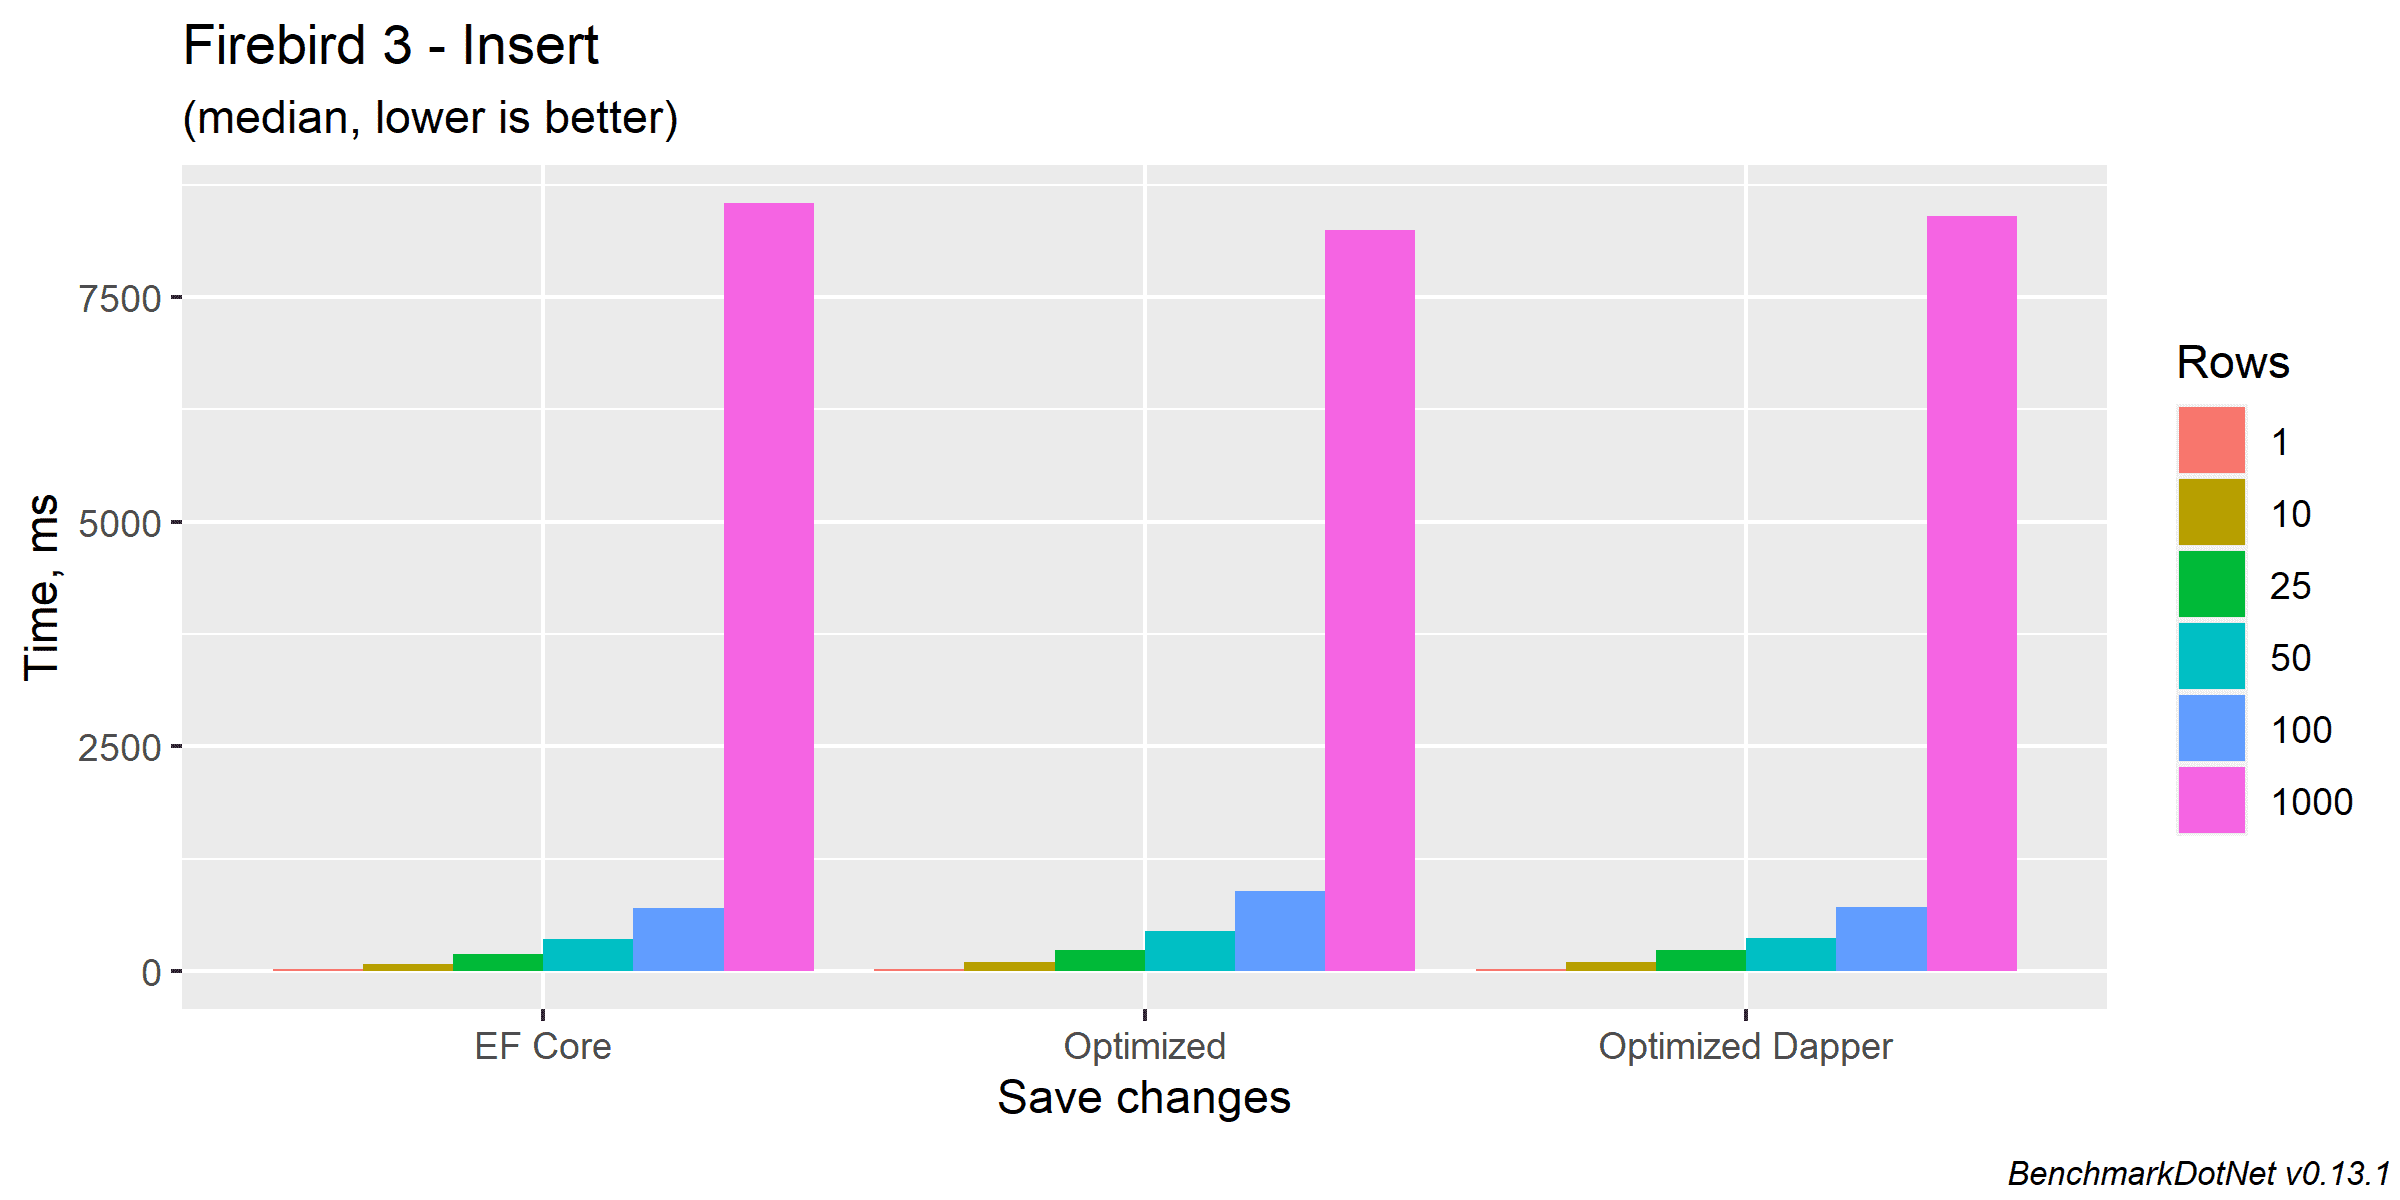 Firebird 3 - Insert
(median, lower is better)
Time, ms
7500
5000
2500
0
EF Core
Optimized
Optimized Dapper
Save changes
Rows
1
10
25
50
100
1000
BenchmarkDotNet v0.13.1